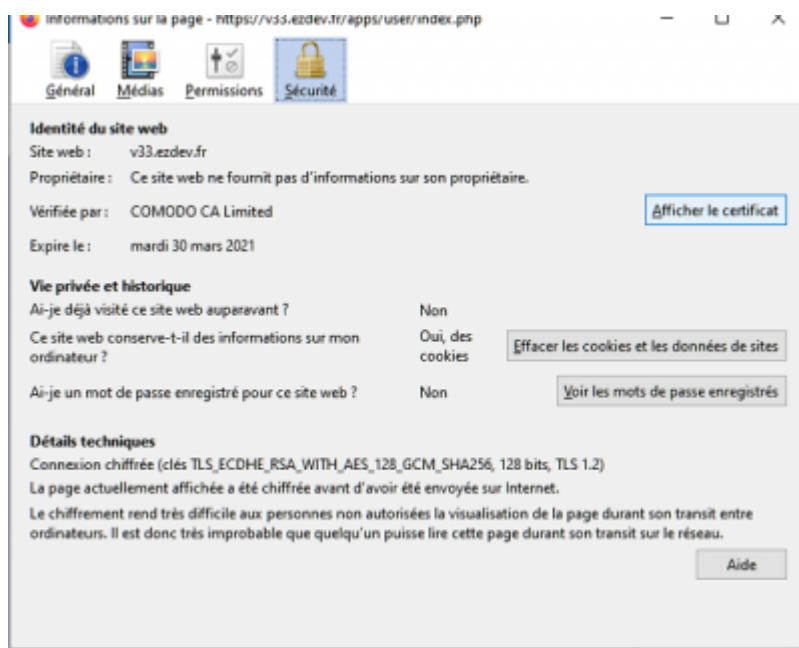 Informations sur la page - https://v33.ezdev.fr/apps/user/index.php
Général Médias Permissions Sécurité
Identité du site web
Site web : v33.ezdev.fr
Propriétaire : Ce site web ne fournit pas d'informations sur son propriétaire.
Vérifiée par : COMODO CA Limited
Afficher le certificat
Expire le : mardi 30 mars 2021
Vie privée et historique
Ai-je déjà visité ce site web auparavant ? Non
Ce site web conserve-t-il des informations sur mon
ordinateur ?
Oui, des
cookies
Effacer les cookies et les données de sites
Ai-je un mot de passe enregistré pour ce site web ? Non
Voir les mots de passe enregistrés
Détails techniques
Connexion chiffrée (clés TLS_ECDHE_RSA_WITH_AES_128_GCM_SHA256, 128 bits, TLS 1.2)
La page actuellement affichée a été chiffrée avant d'avoir été envoyée sur Internet.
Le chiffrement rend très difficile aux personnes non autorisées la visualisation de la page durant son transit entre
ordinateurs. Il est donc très improbable que quelqu'un puisse lire cette page durant son transit sur le réseau.
Aide